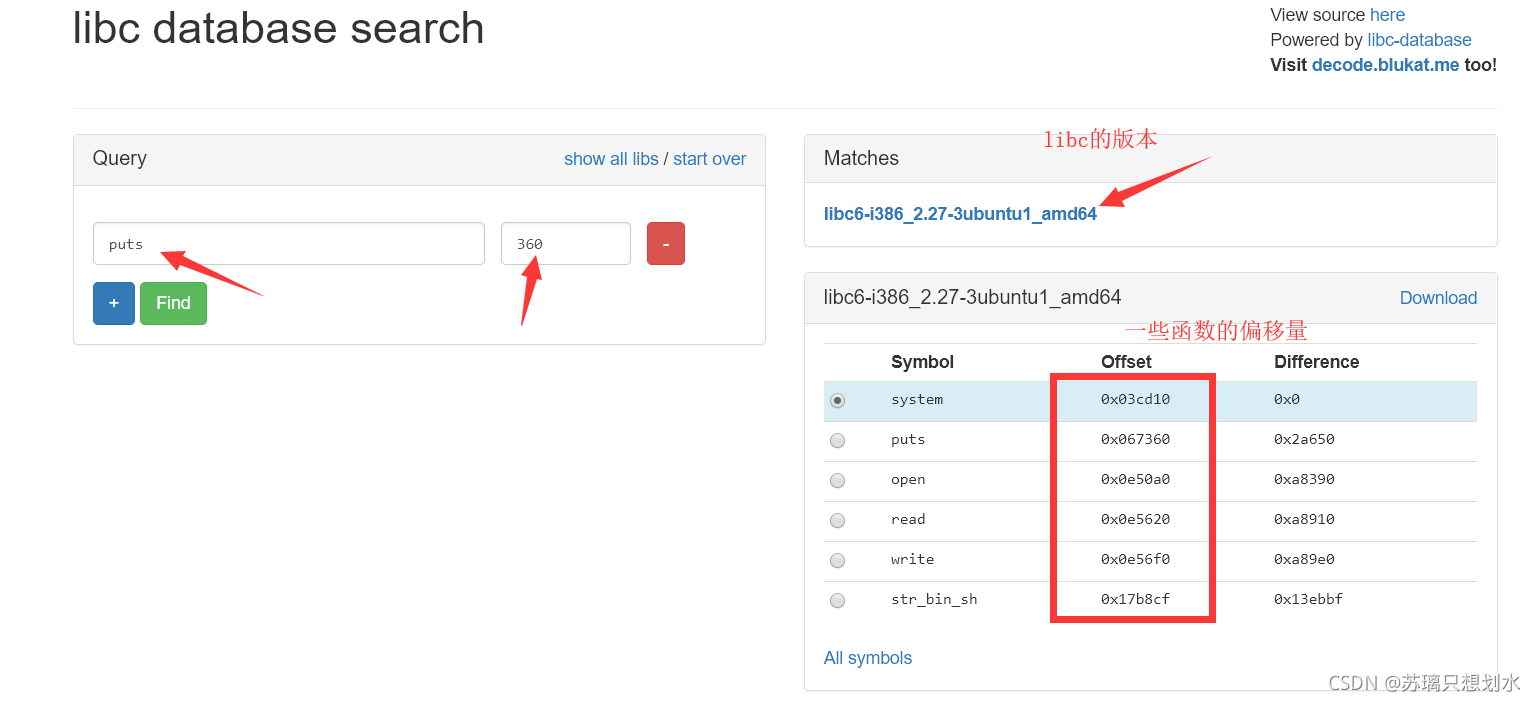 libc database search
View source here
Powered by libc-database
Visit decode.blukat.me too!
Query
show all libs / start over
puts
360
-
+
Find
libc的版本
Matches
libc6-i386_2.27-3ubuntu1_amd64
libc6-i386_2.27-3ubuntu1_amd64
Download
一些函数的偏移量
Symbol Offset Difference
system 0x03cd10 0x0
puts 0x067360 0x2a650
open 0x0e50a0 0xa8390
read 0x0e5620 0xa8910
write 0x0e56f0 0xa89e0
str_bin_sh 0x17b8cf 0x13ebbf
All symbols
CSDN @苏璃只想划水